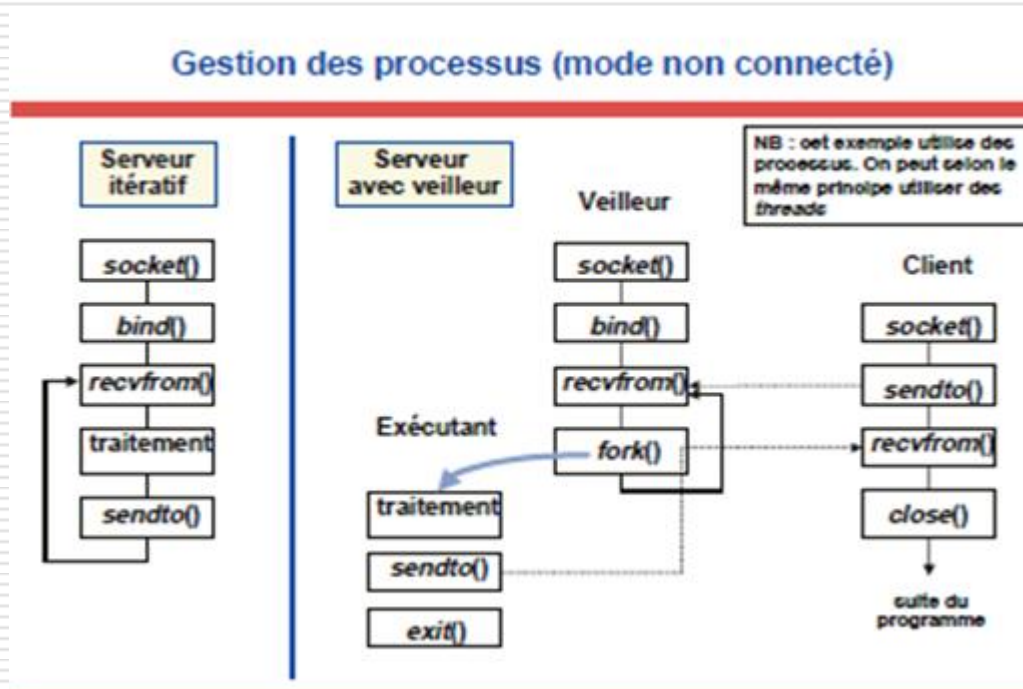 Gestion des processus (mode non connecté)
Serveur
itératif
socket()
bind()
recvfrom()
traitement
sendto()
Serveur
avec veilleur
Veilleur
socket()
bind()
recvfrom()
fork()
Exécutant
traitement
sendto()
exit()
NB : cet exemple utilise des
processus. On peut selon le
même principe utiliser des
threads
Client
socket()
sendto()
recvfrom()
close()
suite du
programme